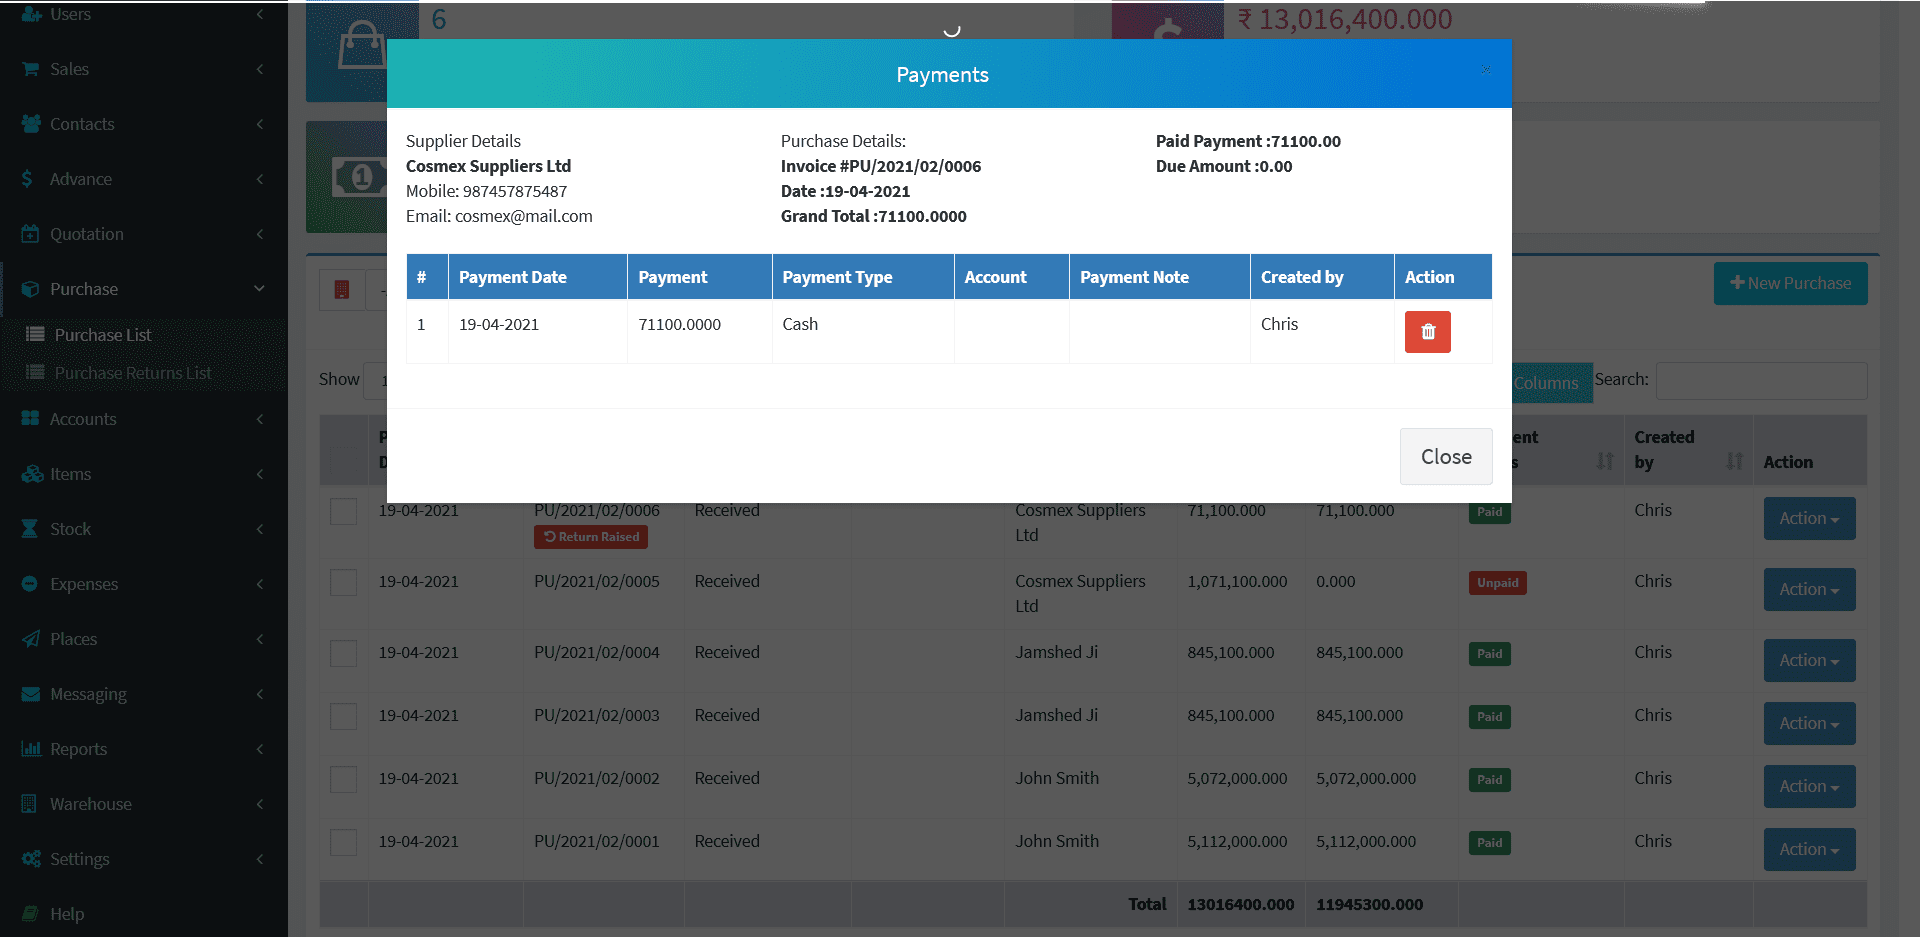 Users
Sales
Contacts
Advance
Quotation
Purchase
Purchase List
Purchase Returns List
Accounts
Items
Stock
Expenses
Places
Messaging
Reports
Warehouse
Settings
Help
6
₹ 13,016,400.000
Payments
×
Supplier Details
Cosmex Suppliers Ltd
Mobile: 987457875487
Email: cosmex@mail.com
Purchase Details:
Invoice #PU/2021/02/0006
Date :19-04-2021
Grand Total :71100.0000
Paid Payment :71100.00
Due Amount :0.00
# Payment Date Payment Payment Type Account Payment Note Created by Action
1 19-04-2021 71100.0000 Cash Chris
Close
New Purchase
Show
Columns Search:
Created by Action
19-04-2021 PU/2021/02/0006 Received Cosmex Suppliers 71,100.000 71,100.000 Paid Chris Action
Return Raised Ltd
19-04-2021 PU/2021/02/0005 Received Cosmex Suppliers 1,071,100.000 0.000 Unpaid Chris Action
Ltd
19-04-2021 PU/2021/02/0004 Received Jamshed Ji 845,100.000 845,100.000 Paid Chris Action
19-04-2021 PU/2021/02/0003 Received Jamshed Ji 845,100.000 845,100.000 Paid Chris Action
19-04-2021 PU/2021/02/0002 Received John Smith 5,072,000.000 5,072,000.000 Paid Chris Action
19-04-2021 PU/2021/02/0001 Received John Smith 5,112,000.000 5,112,000.000 Paid Chris Action
Total 13016400.000 11945300.000